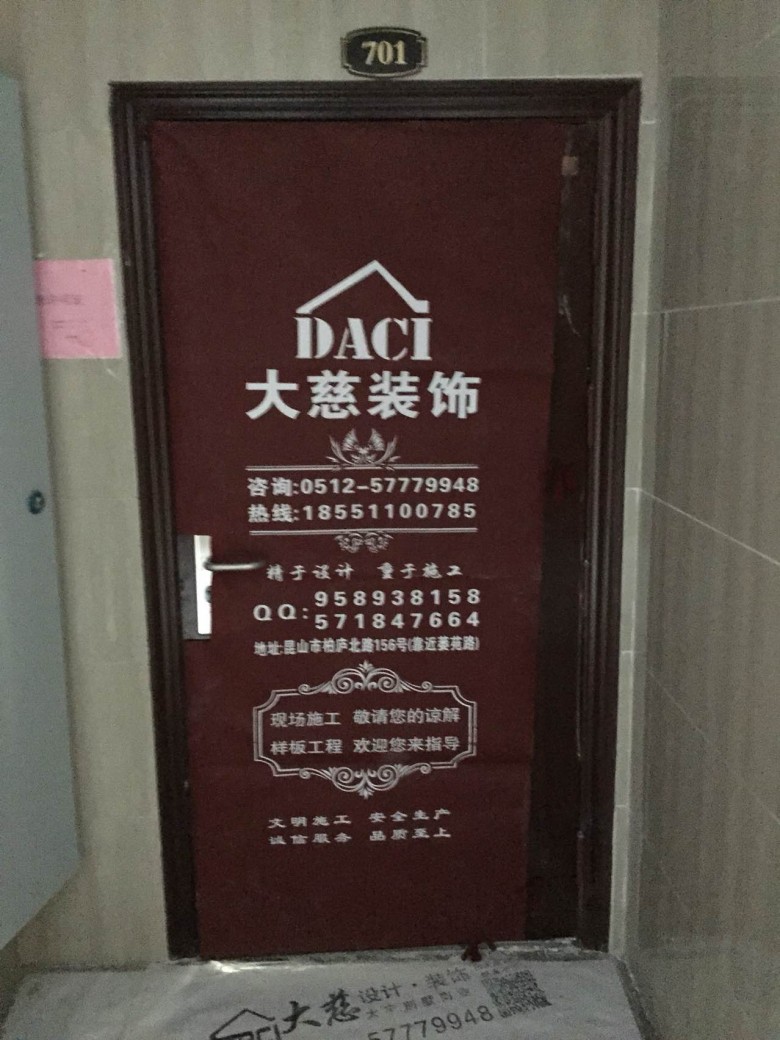 701
DACI
大慈装饰
咨询:0512-57779948
热线:18551100785
精于设计 重于施工
QQ:958938158
571847664
地址:昆山市柏庐北路156号(靠近萎苑路)
现场施工 敬请您的谅解
样板工程 欢迎您来指导
文明施工 安全生产
诚信服务 品质至上
大慈 设计·装饰
57779948